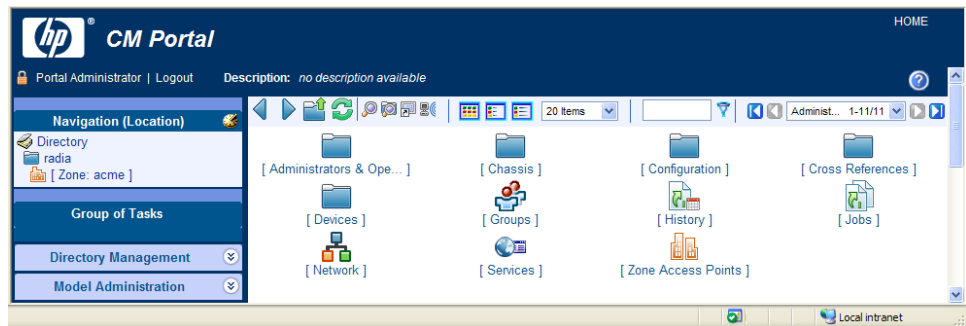 hp
CM Portal
HOME
Portal Administrator | Logout
Description: no description available
Navigation (Location)
20 Items
Administ... 1-11/11
Directory
radia
[ Zone: acme ]
[ Administrators & Ope... ]
[ Chassis ]
[ Configuration ]
[ Cross References ]
Group of Tasks
[ Devices ]
[ Groups ]
[ History ]
[ Jobs ]
Directory Management
Model Administration
[ Network ]
[ Services ]
[ Zone Access Points ]
Local intranet